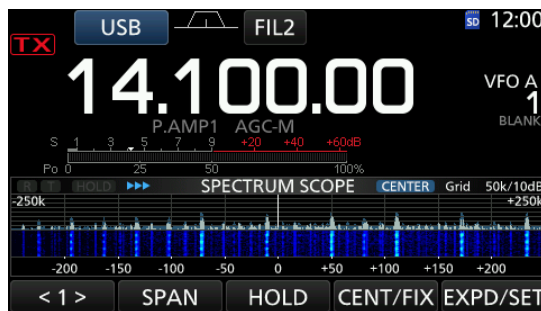 USB FIL2 SD 12:00
TX
14.100.00 VFO A
1
P.AMP1 AGC-M BLANK
S 1 3 5 7 9 +20 +40 +60dB
Po 0 25 50 100%
R T HOLD SPECTRUM SCOPE CENTER Grid 50k/10dB
-250k +250k
-200 -150 -100 -50 0 +50 +100 +150 +200
< 1 > SPAN HOLD CENT/FIX EXPD/SET